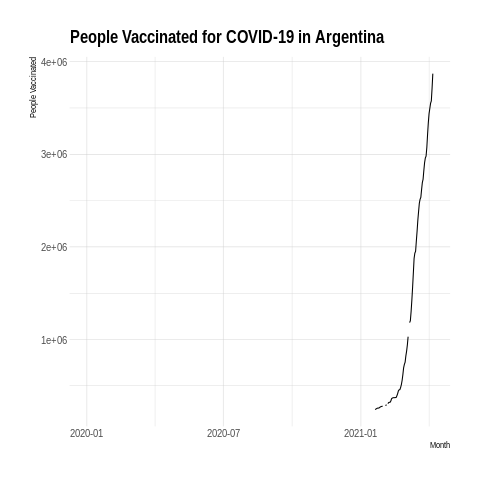 People Vaccinated for COVID-19 in Argentina
People Vaccinated
4e+06
3e+06
2e+06
1e+06
2020-01
2020-07
2021-01
Month